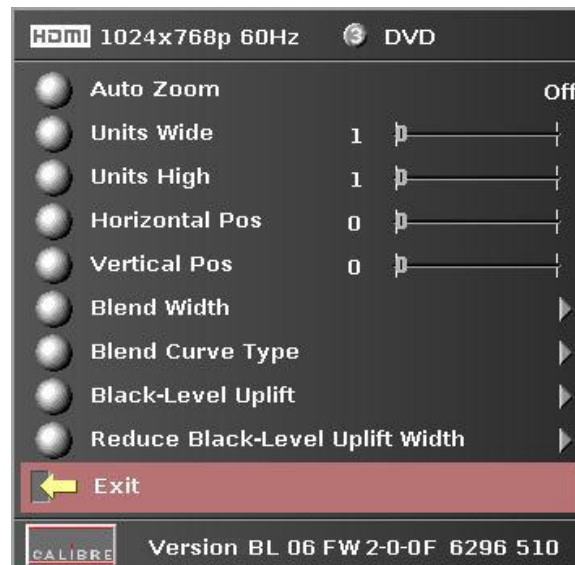 HDMI 1024x768p 60Hz 3 DVD
Auto Zoom Off
Units Wide 1
Units High 1
Horizontal Pos 0
Vertical Pos 0
Blend Width
Blend Curve Type
Black-Level Uplift
Reduce Black-Level Uplift Width
Exit
CALIBRE Version BL 06 FW 2-0-0F 6296 510